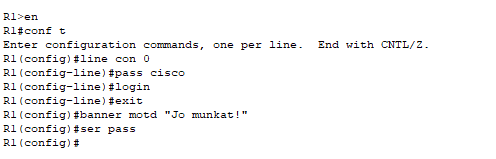 R1>en
R1#conf t
Enter configuration commands, one per line.  End with CNTL/Z.
R1(config)#line con 0
R1(config-line)#pass cisco
R1(config-line)#login
R1(config-line)#exit
R1(config)#banner motd "Jo munkat!"
R1(config)#ser pass
R1(config)#